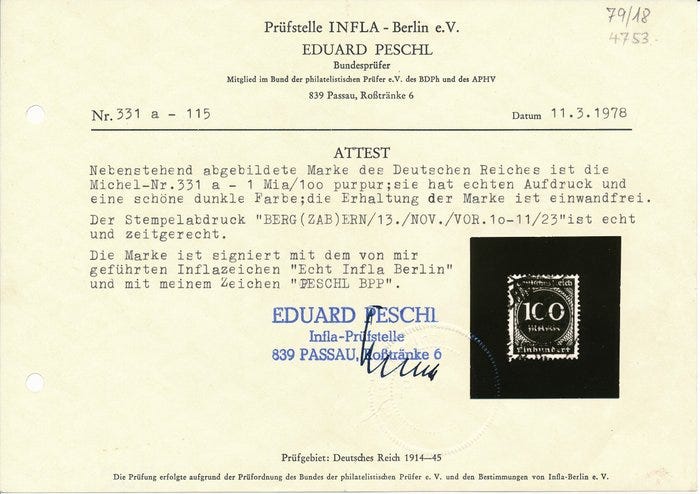 79/18
4753.
Prüfstelle INFLA - Berlin e.V.
EDUARD PESCHL
Bundesprüfer
Mitglied im Bund der philatelistischen Prüfer e.V. des BDPh und des APHV
839 Passau, Roßtränke 6
Nr. 331 a - 115
Datum 11.3.1978
ATTEST
Nebenstehend abgebildete Marke des Deutschen Reiches ist die
Michel-Nr.331 a - 1 Mia/1oo purpur;sie hat echten Aufdruck und
eine schöne dunkle Farbe;die Erhaltung der Marke ist einwandfrei.
Der Stempelabdruck "BERG(ZAB)ERN/13./NOV./VOR.1o-11/23"ist echt
und zeitgerecht.
Die Marke ist signiert mit dem von mir
geführten Inflazeichen "Echt Infla Berlin"
und mit meinem Zeichen "PESCHL BPP".
Deutsches Reich
100
Mark
Einhundert
EDUARD PESCHL
Infla-Prüfstelle
839 PASSAU, Roßtränke 6
Prüfgebiet: Deutsches Reich 1914-45
Die Prüfung erfolgte aufgrund der Prüfordnung des Bundes der philatelistischen Prüfer e. V. und den Bestimmungen von Infla-Berlin e. V.